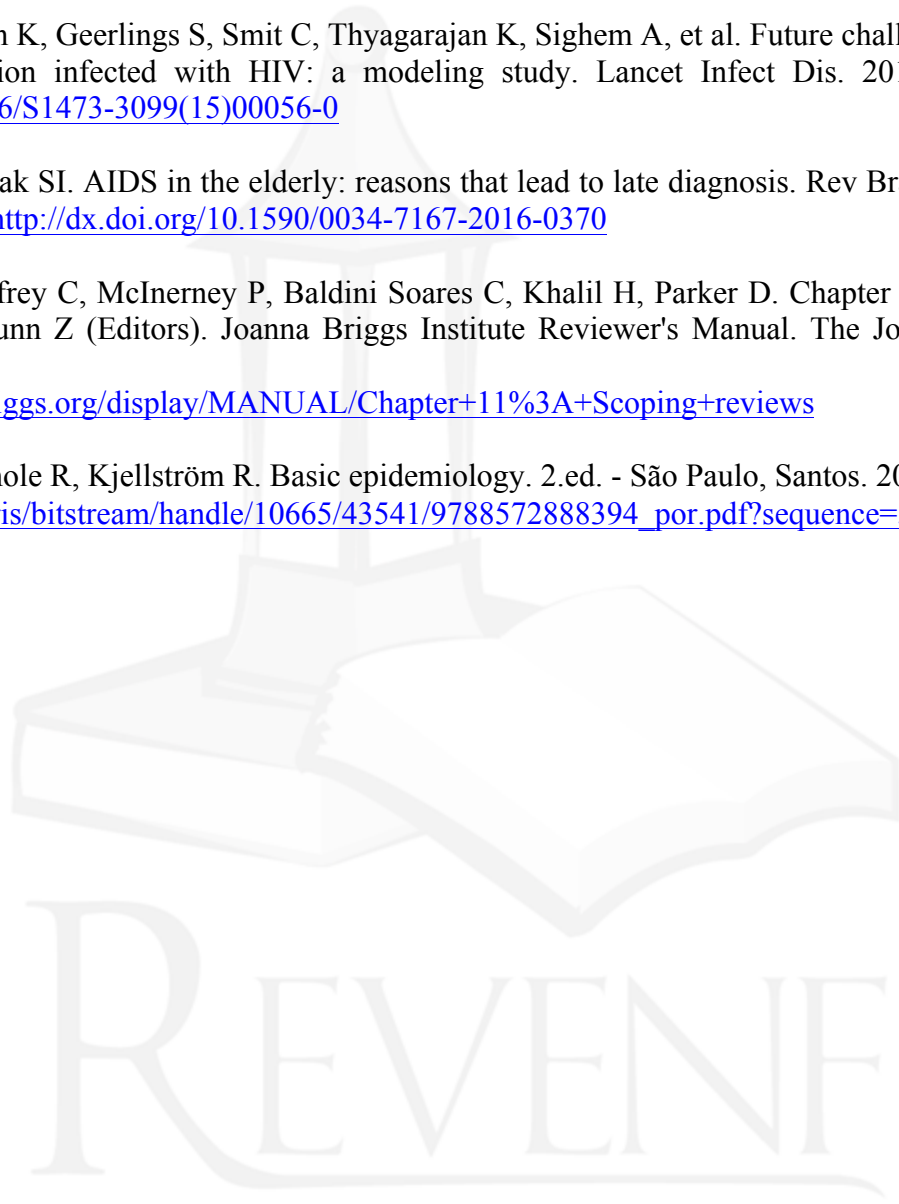 n K, Geerlings S, Smit C, Thyagarajan K, Sighem A, et al. Future chall
ion infected with HIV: a modeling study. Lancet Infect Dis. 201
6/S1473-3099(15)00056-0
ak SI. AIDS in the elderly: reasons that lead to late diagnosis. Rev Bra
http://dx.doi.org/10.1590/0034-7167-2016-0370
frey C, McInerney P, Baldini Soares C, Khalil H, Parker D. Chapter
unn Z (Editors). Joanna Briggs Institute Reviewer's Manual. The Jo
ggs.org/display/MANUAL/Chapter+11%3A+Scoping+reviews
hole R, Kjellström R. Basic epidemiology. 2.ed. - São Paulo, Santos. 20
is/bitstream/handle/10665/43541/9788572888394_por.pdf?sequence=
REVENF